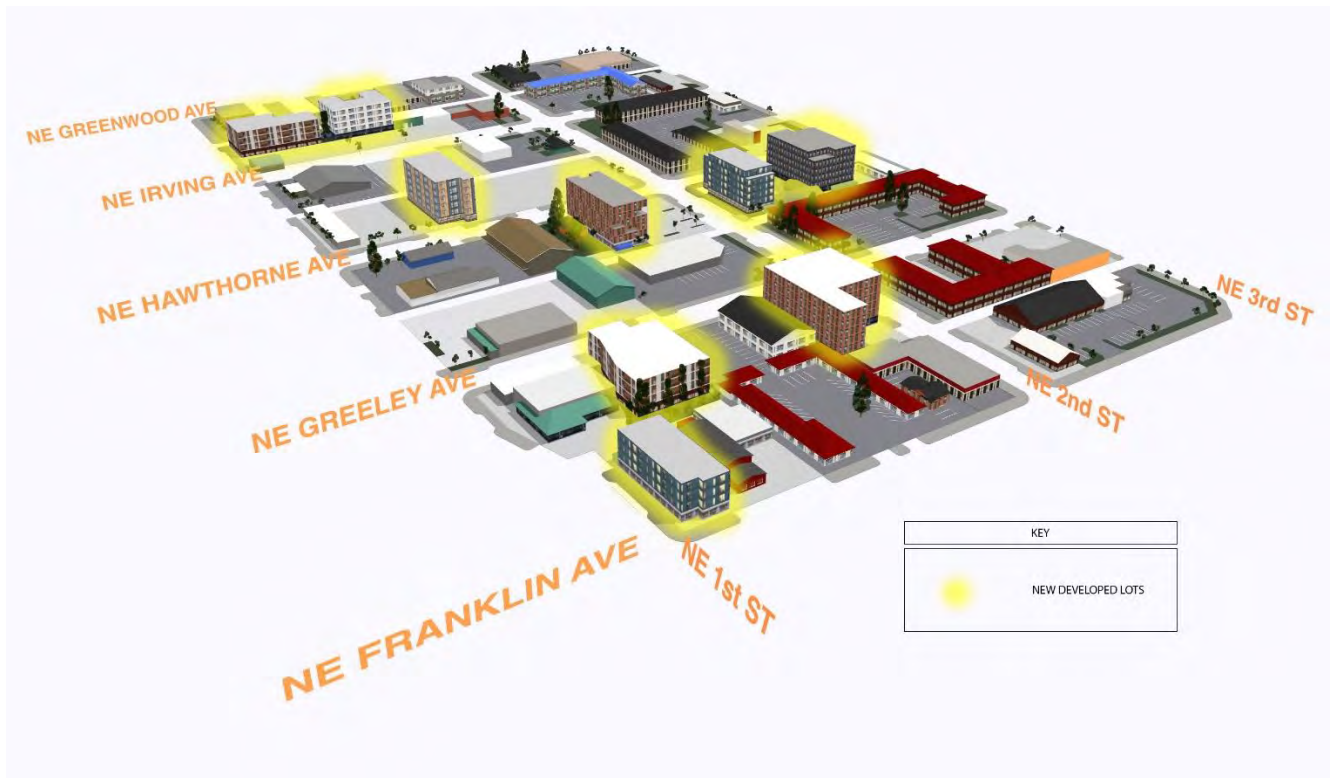 NE GREENWOOD AVE
NE IRVING AVE
NE HAWTHORNE AVE
NE GREELEY AVE
NE FRANKLIN AVE
NE 1st ST
NE 2nd ST
NE 3rd ST
KEY
NEW DEVELOPED LOTS